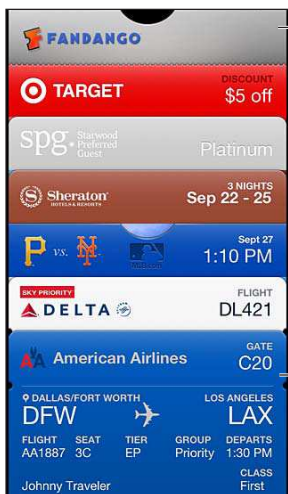 FANDANGO
TARGET
DISCOUNT
$5 off
spg.
Starwood
Preferred
Guest
Platinum
S
Sheraton
HOTELS & RESORTS
3 NIGHTS
Sep 22 - 25
P vs. NY
Sept 27
1:10 PM
SKY PRIORITY
DELTA
FLIGHT
DL421
AA American Airlines
GATE
C20
DALLAS/FORT WORTH LOS ANGELES
DFW LAX
FLIGHT SEAT TIER GROUP DEPARTS
AA1887 3C EP Priority 1:30 PM
CLASS
Johnny Traveler First